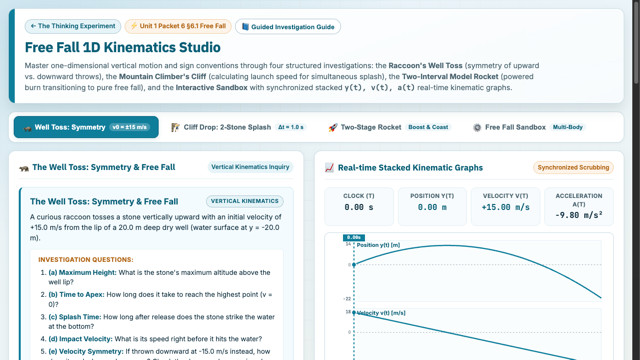 ← The Thinking Experiment
⚡ Unit 1 Packet 6 §6.1 Free Fall
📘 Guided Investigation Guide
Free Fall 1D Kinematics Studio
Master one-dimensional vertical motion and sign conventions through four structured investigations: the Raccoon's Well Toss (symmetry of upward
vs. downward throws), the Mountain Climber's Cliff (calculating launch speed for simultaneous splash), the Two-Interval Model Rocket (powered
burn transitioning to pure free fall), and the Interactive Sandbox with synchronized stacked y(t), v(t), a(t) real-time kinematic graphs.
🦝 Well Toss: Symmetry v0 = ±15 m/s
Cliff Drop: 2-Stone Splash Δt = 1.0 s
🚀 Two-Stage Rocket Boost & Coast
Free Fall Sandbox Multi-Body
🦝 The Well Toss: Symmetry & Free Fall
Vertical Kinematics Inquiry
The Well Toss: Symmetry & Free Fall
VERTICAL KINEMATICS
A curious raccoon tosses a stone vertically upward with an initial velocity of
+15.0 m/s from the lip of a 20.0 m deep dry well (water surface at y = -20.0
m).
INVESTIGATION QUESTIONS:
1. (a) Maximum Height: What is the stone's maximum altitude above the
well lip?
2. (b) Time to Apex: How long does it take to reach the highest point (v =
0)?
3. (c) Splash Time: How long after release does the stone strike the water
at the bottom?
4. (d) Impact Velocity: What is its speed right before it hits the water?
5. (e) Velocity Symmetry: If thrown downward at -15.0 m/s instead, how
📈 Real-time Stacked Kinematic Graphs
Synchronized Scrubbing
CLOCK (T)
0.00 s
POSITION Y(T)
0.00 m
VELOCITY V(T)
+15.00 m/s
ACCELERATION
A(T)
-9.80 m/s²
0.00s
14
Position y(t) [m]
0
-22
18
Velocity v(t) [m/s]
0